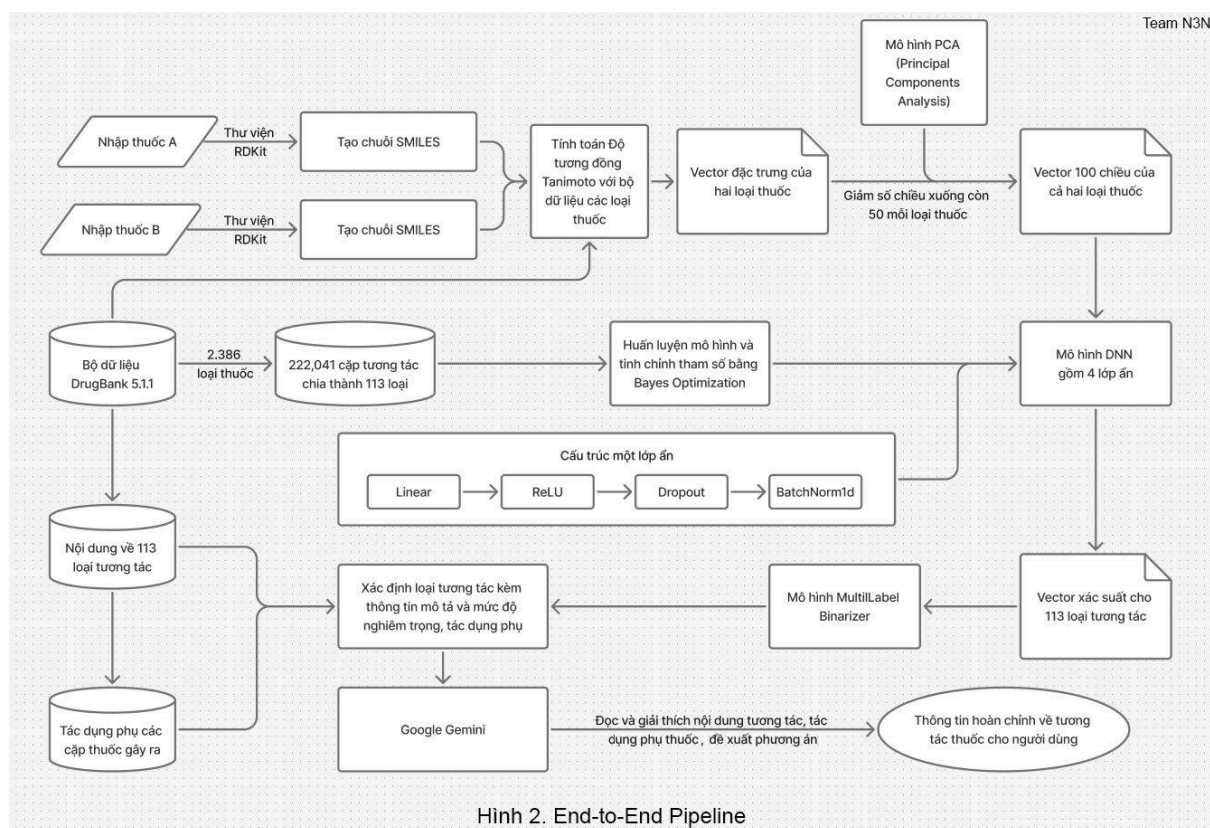 Team N3N
Mô hình PCA
(Principal
Components
Analysis)
Nhập thuốc A
Thư viện
RDKit
Tạo chuỗi SMILES
Tính toán Độ
tương đồng
Tanimoto với bộ
dữ liệu các loại
thuốc
Vector đặc trưng của
hai loại thuốc
Giảm số chiều xuống còn
50 mỗi loại thuốc
Vector 100 chiều của
cả hai loại thuốc
Nhập thuốc B
Thư viện
RDKit
Tạo chuỗi SMILES
Bộ dữ liệu
DrugBank 5.1.1
2.386
loại thuốc
222,041 cặp tương tác
chia thành 113 loại
Huấn luyện mô hình và
tinh chỉnh tham số bằng
Bayes Optimization
Mô hình DNN
gồm 4 lớp ẩn
Cấu trúc một lớp ẩn
Linear
ReLU
Dropout
BatchNorm1d
Nội dung về 113
loại tương tác
Xác định loại tương tác kèm
thông tin mô tả và mức độ
nghiêm trọng, tác dụng phụ
Mô hình MultilLabel
Binarizer
Vector xác suất cho
113 loại tương tác
Tác dụng phụ các
cặp thuốc gây ra
Google Gemini
Đọc và giải thích nội dung tương tác, tác
dụng phụ thuốc , đề xuất phương án
Thông tin hoàn chỉnh về tương
tác thuốc cho người dùng
Hình 2. End-to-End Pipeline